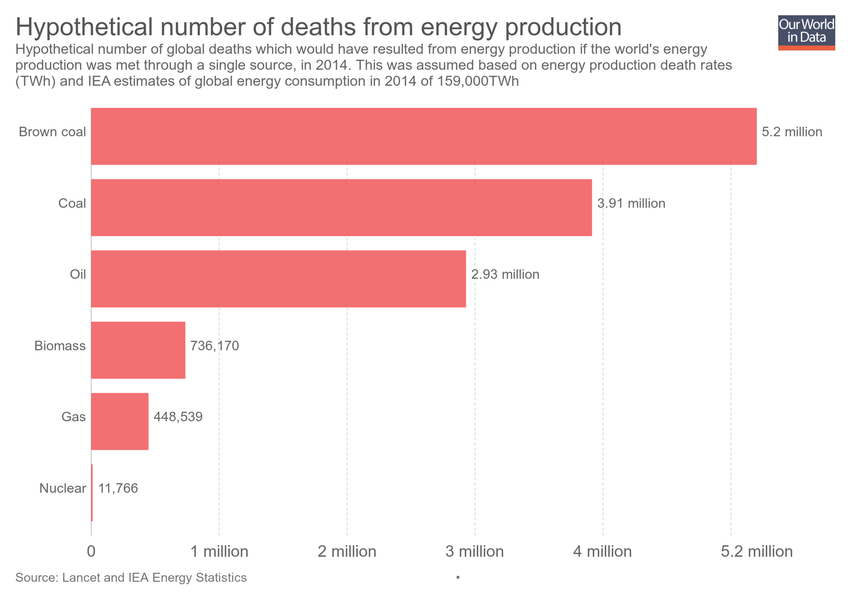 Hypothetical number of deaths from energy production
Our World
in Data
Hypothetical number of global deaths which would have resulted from energy production if the world's energy
production was met through a single source, in 2014. This was assumed based on energy production death rates
(TWh) and IEA estimates of global energy consumption in 2014 of 159,000TWh
Brown coal 5.2 million
Coal 3.91 million
Oil 2.93 million
Biomass 736,170
Gas 448,539
Nuclear 11,766
0 1 million 2 million 3 million 4 million 5.2 million
Source: Lancet and IEA Energy Statistics •